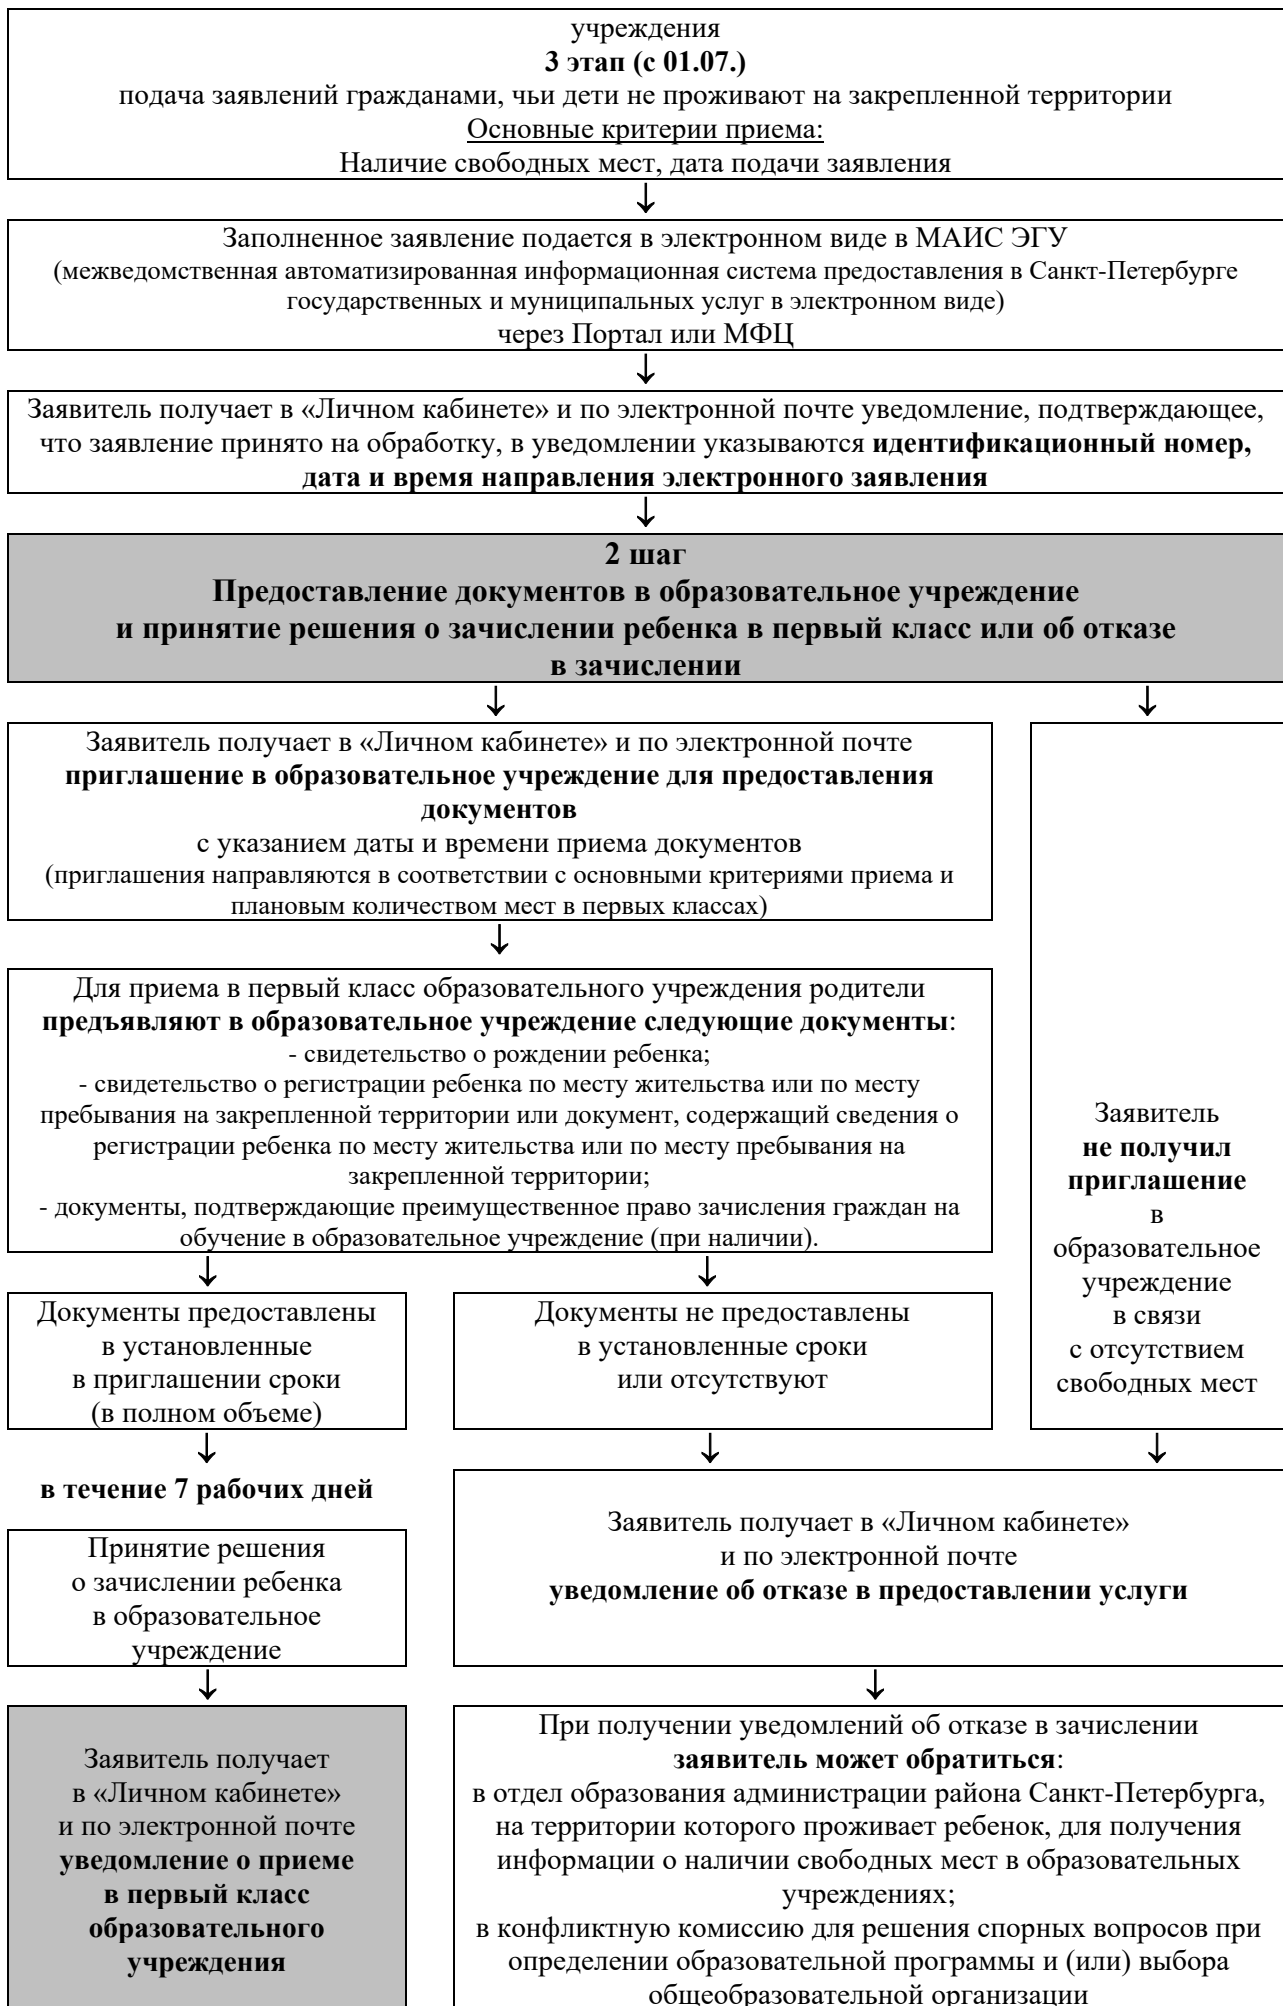 учреждения
3 этап (с 01.07.)
подача заявлений гражданами, чьи дети не проживают на закрепленной территории
Основные критерии приема:
Наличие свободных мест, дата подачи заявления
↓
Заполненное заявление подается в электронном виде в МАИС ЭГУ
(межведомственная автоматизированная информационная система предоставления в Санкт-Петербурге
государственных и муниципальных услуг в электронном виде)
через Портал или МФЦ
↓
Заявитель получает в «Личном кабинете» и по электронной почте уведомление, подтверждающее,
что заявление принято на обработку, в уведомлении указываются идентификационный номер,
дата и время направления электронного заявления
↓
2 шаг
Предоставление документов в образовательное учреждение
и принятие решения о зачислении ребенка в первый класс или об отказе
в зачислении
↓
Заявитель получает в «Личном кабинете» и по электронной почте
приглашение в образовательное учреждение для предоставления
документов
с указанием даты и времени приема документов
(приглашения направляются в соответствии с основными критериями приема и
плановым количеством мест в первых классах)
↓
Для приема в первый класс образовательного учреждения родители
предъявляют в образовательное учреждение следующие документы:
- свидетельство о рождении ребенка;
- свидетельство о регистрации ребенка по месту жительства или по месту
пребывания на закрепленной территории или документ, содержащий сведения о
регистрации ребенка по месту жительства или по месту пребывания на
закрепленной территории;
- документы, подтверждающие преимущественное право зачисления граждан на
обучение в образовательное учреждение (при наличии).
↓
Заявитель
не получил
приглашение
в
образовательное
учреждение
в связи
с отсутствием
свободных мест
↓
Документы предоставлены
в установленные
в приглашении сроки
(в полном объеме)
↓
Документы не предоставлены
в установленные сроки
или отсутствуют
↓
в течение 7 рабочих дней
Принятие решения
о зачислении ребенка
в образовательное
учреждение
↓
Заявитель получает в «Личном кабинете»
и по электронной почте
уведомление об отказе в предоставлении услуги
↓
Заявитель получает
в «Личном кабинете»
и по электронной почте
уведомление о приеме
в первый класс
образовательного
учреждения
При получении уведомлений об отказе в зачислении
заявитель может обратиться:
в отдел образования администрации района Санкт-Петербурга,
на территории которого проживает ребенок, для получения
информации о наличии свободных мест в образовательных
учреждениях;
в конфликтную комиссию для решения спорных вопросов при
определении образовательной программы и (или) выбора
общеобразовательной организации